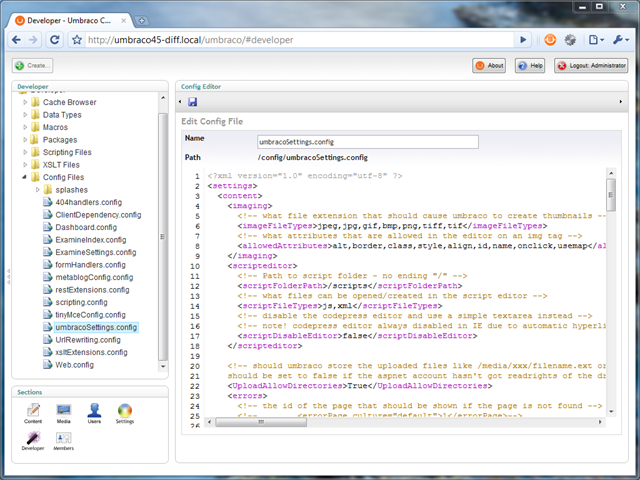 Developer - Umbraco C...
http://umbraco45-diff.local/umbraco/#developer
Create...
About
Help
Logout: Administrator
Developer
Developer
Cache Browser
Data Types
Macros
Packages
Scripting Files
XSLT Files
Config Files
splashes
404handlers.config
ClientDependency.config
Dashboard.config
ExamineIndex.config
ExamineSettings.config
formHandlers.config
metablogConfig.config
restExtensions.config
scripting.config
tinyMceConfig.config
umbracoSettings.config
UrlRewriting.config
xsltExtensions.config
Web.config
Sections
Content
Media
Users
Settings
Developer
Members
Config Editor
Edit Config File
Name
umbracoSettings.config
Path
/config/umbracoSettings.config
1 <?xml version="1.0" encoding="utf-8" ?>
2 <settings>
3 <content>
4 <imaging>
5 <!-- what file extension that should cause umbraco to create thumbnails --
6 <imageFileTypes>jpeg,jpg,gif,bmp,png,tiff,tif</imageFileTypes>
7 <!-- what attributes that are allowed in the editor on an img tag -->
8 <allowedAttributes>alt,border,class,style,align,id,name,onclick,usemap</al
9 </imaging>
10 <scripteditor>
11 <!-- Path to script folder - no ending "/" -->
12 <scriptFolderPath>/scripts</scriptFolderPath>
13 <!-- what files can be opened/created in the script editor -->
14 <scriptFileTypes>js,xml</scriptFileTypes>
15 <!-- disable the codepress editor and use a simple textarea instead -->
16 <!-- note! codepress editor always disabled in IE due to automatic hyperli
17 <scriptDisableEditor>false</scriptDisableEditor>
18 </scripteditor>
19
20 <!-- should umbraco store the uploaded files like /media/xxx/filename.ext or
21 should be set to false if the aspnet account hasn't got readrights of the dr
22 <UploadAllowDirectories>True</UploadAllowDirectories>
23 <errors>
24 <!-- the id of the page that should be shown if the page is not found -->
25 <!-- <errorPage culture="default">1</errorPage>-->
26